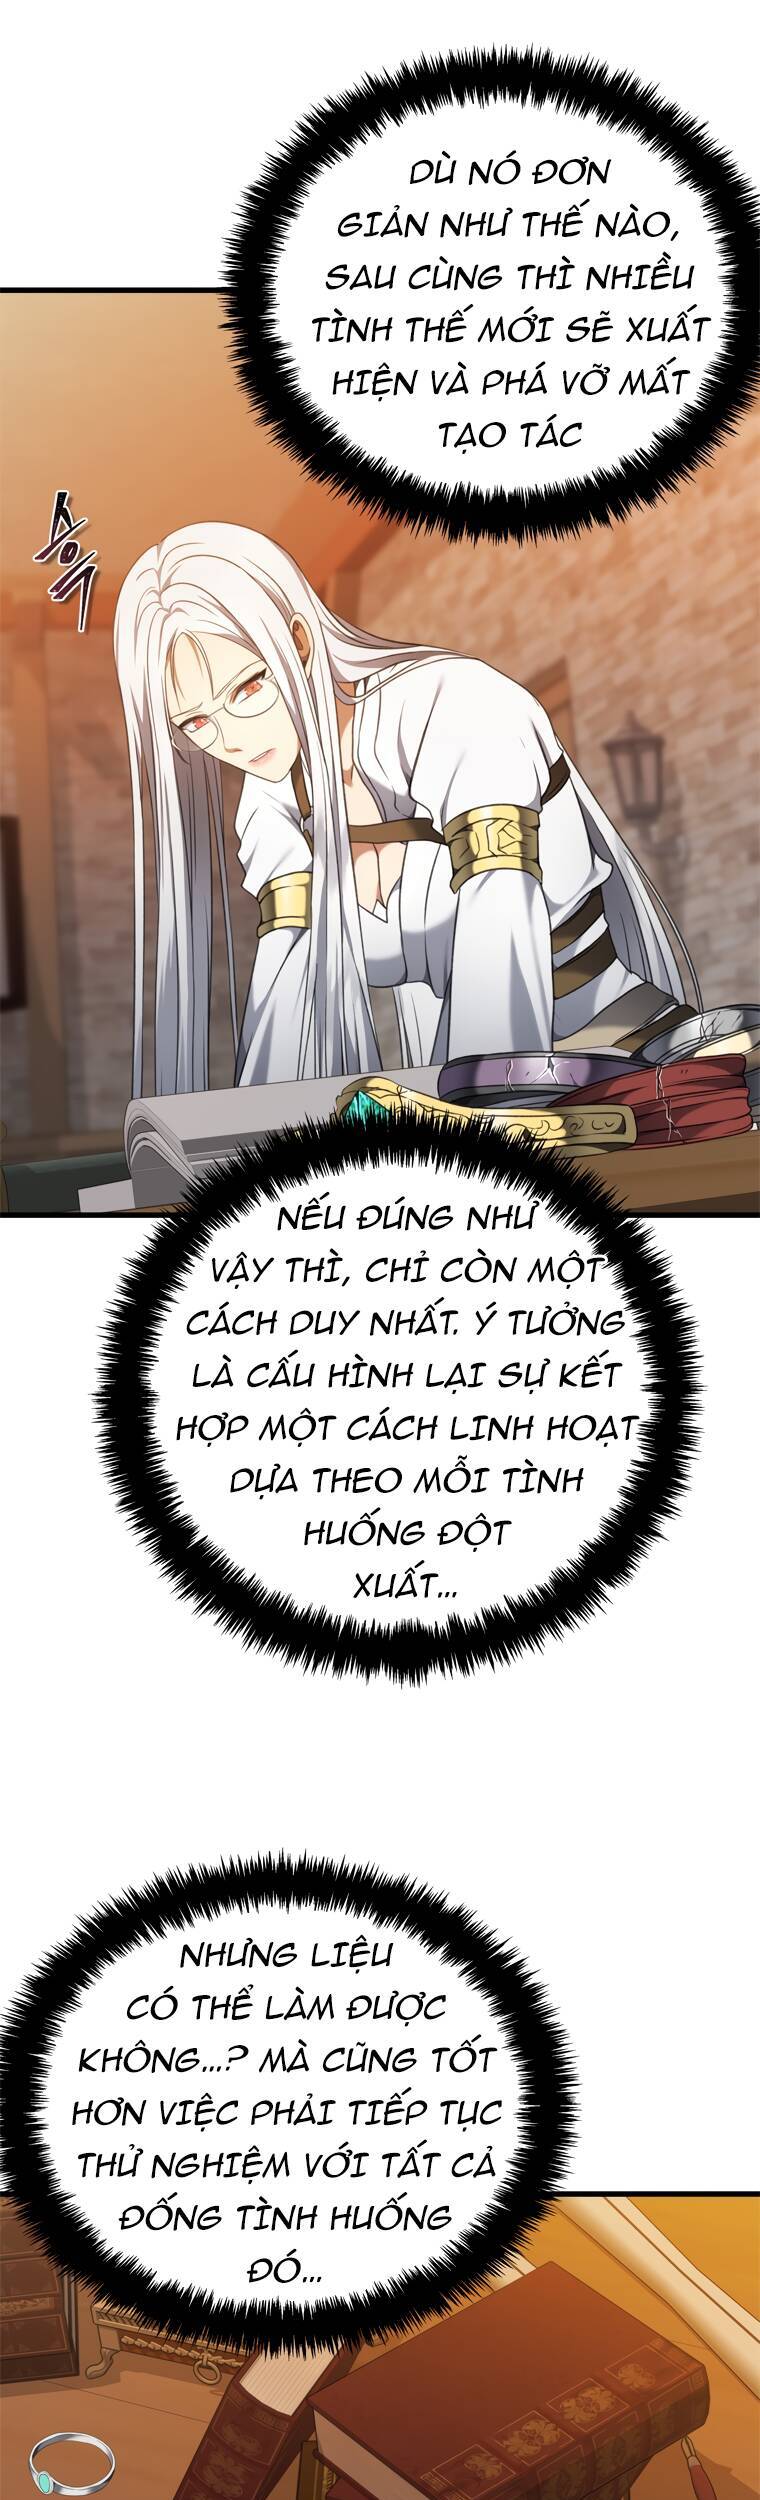 DÙ NÓ ĐƠN
GIẢN NHƯ THẾ NÀO,
SAU CÙNG THÌ NHIỀU
TÌNH THẾ MỚI SẼ XUẤT
HIỆN VÀ PHÁ VỠ MẤT
TẠO TÁC
NẾU ĐÚNG NHƯ
VẬY THÌ, CHỈ CÒN MỘT
CÁCH DUY NHẤT. Ý TƯỞNG
LÀ CẤU HÌNH LẠI SỰ KẾT
HỢP MỘT CÁCH LINH HOẠT
DỰA THEO MỖI TÌNH
HUỐNG ĐỘT
XUẤT...
NHƯNG LIỆU
CÓ THỂ LÀM ĐƯỢC
KHÔNG...? MÀ CŨNG TỐT
HƠN VIỆC PHẢI TIẾP TỤC
THỬ NGHIỆM VỚI TẤT CẢ
ĐỐNG TÌNH HUỐNG
ĐÓ...